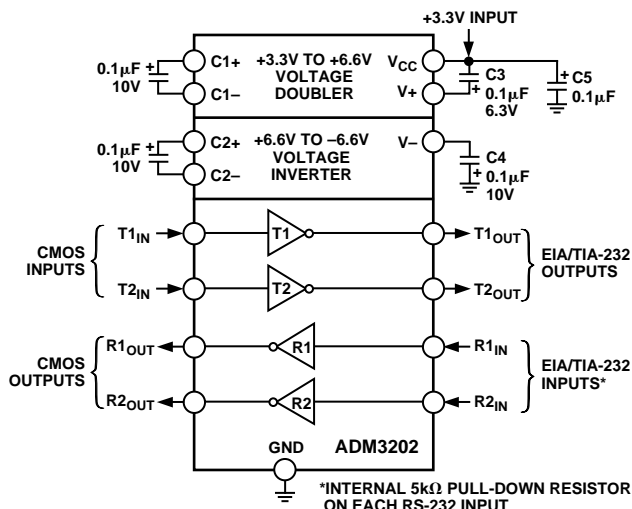 +3.3V INPUT
0.1μF
10V
+
C1+
C1–
+3.3V TO +6.6V
VOLTAGE
DOUBLER
VCC
V+
C3
+ 0.1μF
6.3V
+ C5
0.1μF
0.1μF
10V
+
C2+
C2–
+6.6V TO –6.6V
VOLTAGE
INVERTER
V–
C4
+ 0.1μF
10V
CMOS
INPUTS
T1IN
T2IN
T1
T2
T1OUT
T2OUT
EIA/TIA-232
OUTPUTS
CMOS
OUTPUTS
R1OUT
R2OUT
R1
R2
R1IN
R2IN
EIA/TIA-232
INPUTS*
GND
ADM3202
*INTERNAL 5kΩ PULL-DOWN RESISTOR
ON EACH RS-232 INPUT